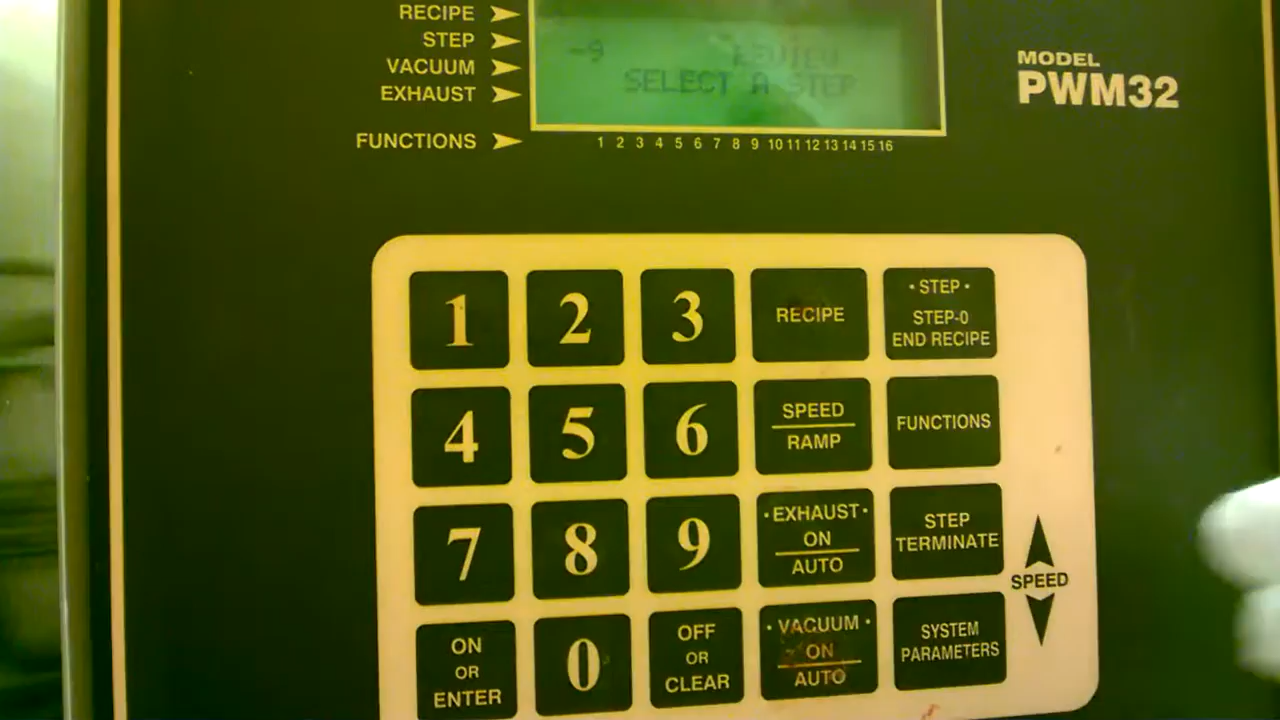 RECIPE
STEP
VACUUM
EXHAUST
FUNCTIONS
-9 REVIEW
SELECT A STEP
1 2 3 4 5 6 7 8 9 10 11 12 13 14 15 16
MODEL
PWM32
1 2 3 RECIPE
• STEP •
STEP-0
END RECIPE
4 5 6
SPEED
RAMP
FUNCTIONS
7 8 9
• EXHAUST •
ON
AUTO
STEP
TERMINATE
SPEED
ON
OR
ENTER
0
OFF
OR
CLEAR
• VACUUM •
ON
AUTO
SYSTEM
PARAMETERS